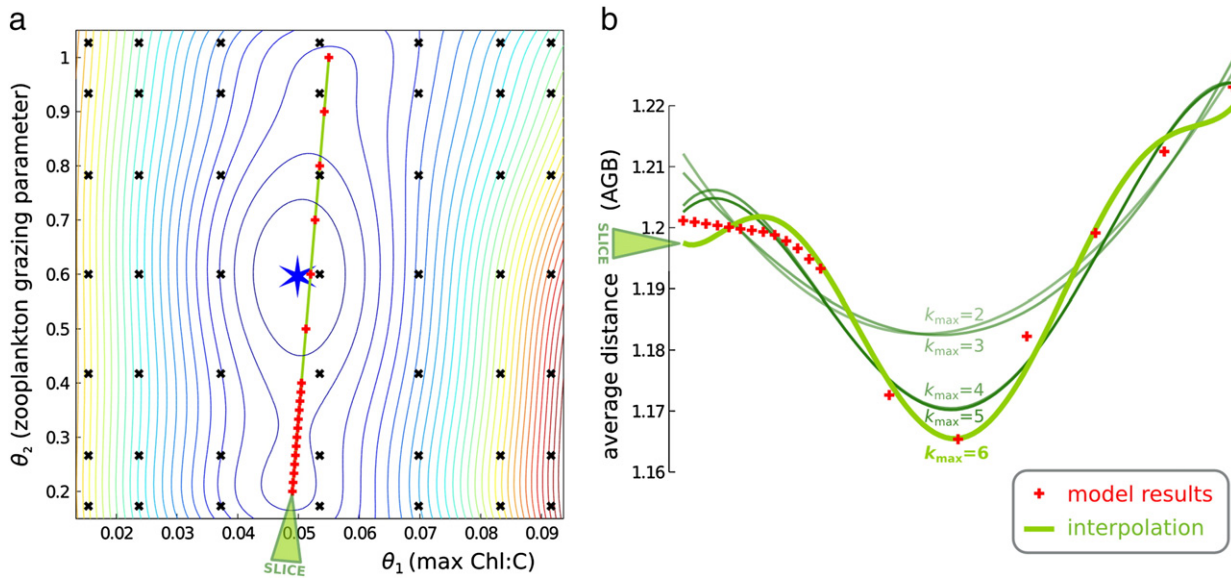 a
θ₂ (zooplankton grazing parameter)
1
0.9
0.8
0.7
0.6
0.5
0.4
0.3
0.2
0.02
0.03
0.04
0.05
0.06
0.07
0.08
0.09
θ₁ (max Chl:C)
SLICE
b
average distance (AGB)
1.22
1.21
1.2
1.19
1.18
1.17
1.16
SLICE
kmax=2
kmax=3
kmax=4
kmax=5
kmax=6
model results
interpolation